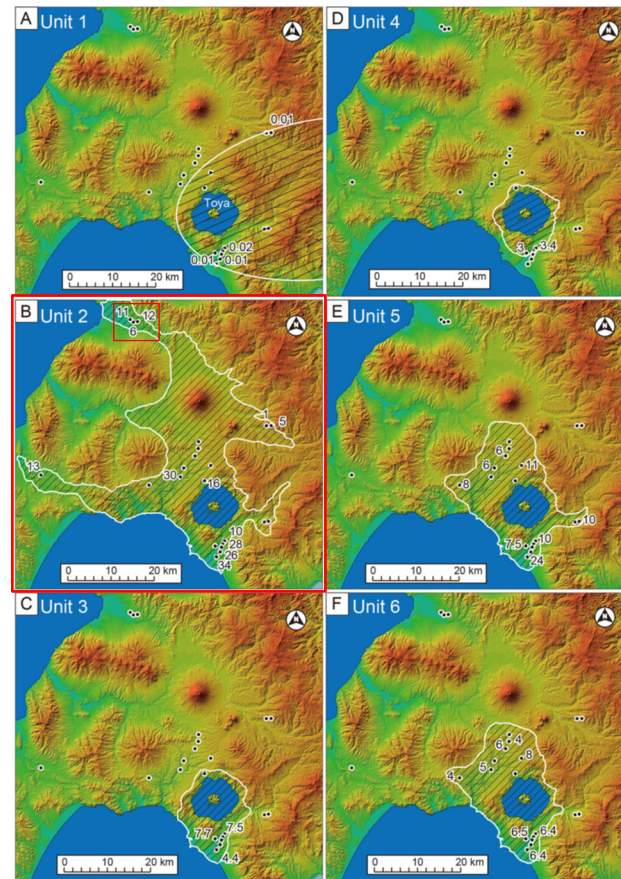 A Unit 1
N
0.01
Toya
0.02
0.01 0.01
0 10 20 km
D Unit 4
N
3 3.4
0 10 20 km
B Unit 2
N
11 12
6
1
5
13
30
16
10
28
26
34
0 10 20 km
E Unit 5
N
6
6 11
8
10
7.5 10
24
0 10 20 km
C Unit 3
N
7.7 7.5
4.4
0 10 20 km
F Unit 6
N
6 4
8
5
4
6.5 6.4
6.4
0 10 20 km